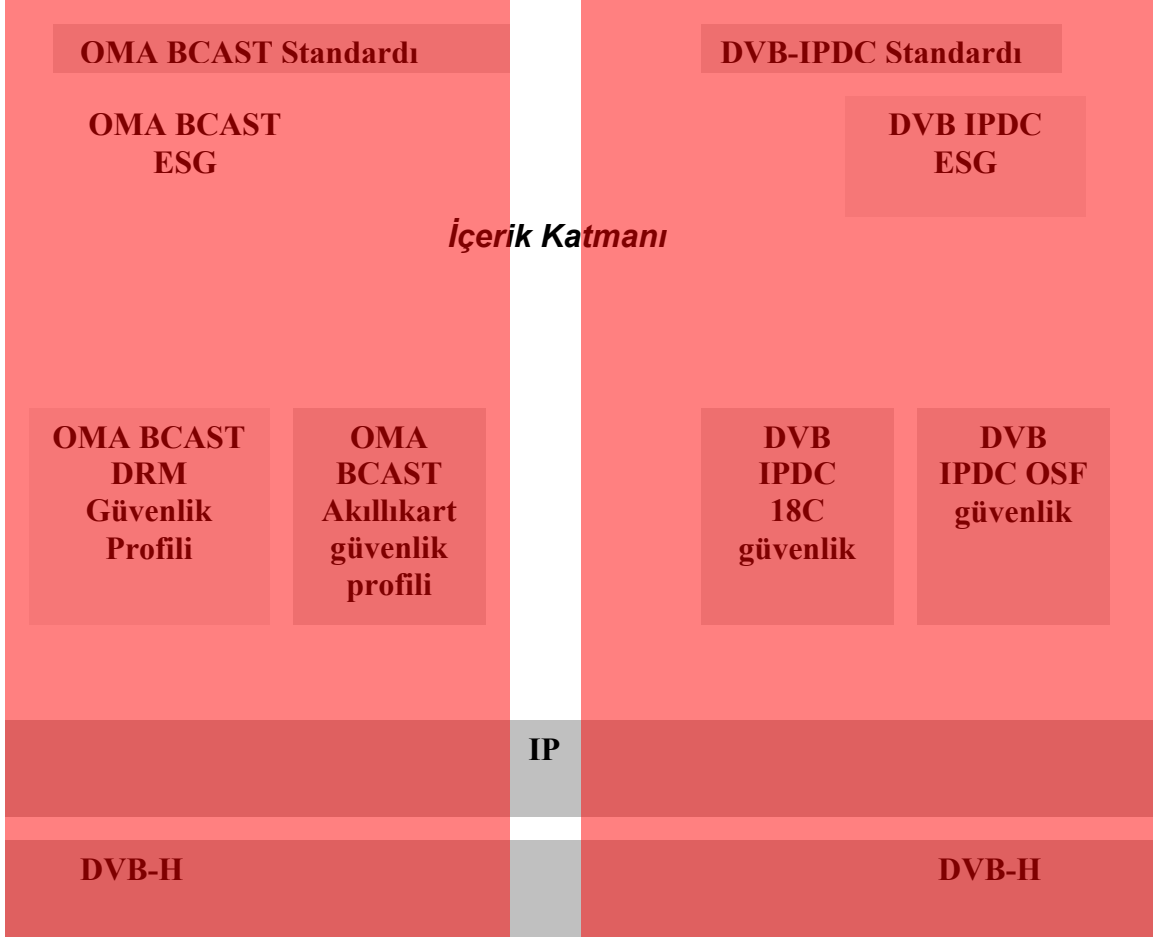 OMA BCAST Standardı
DVB-IPDC Standardı
OMA BCAST
ESG
DVB IPDC
ESG
İçerik Katmanı
OMA BCAST
DRM
Güvenlik
Profili
OMA
BCAST
Akıllıkart
güvenlik
profili
DVB
IPDC
18C
güvenlik
DVB
IPDC OSF
güvenlik
IP
DVB-H
DVB-H